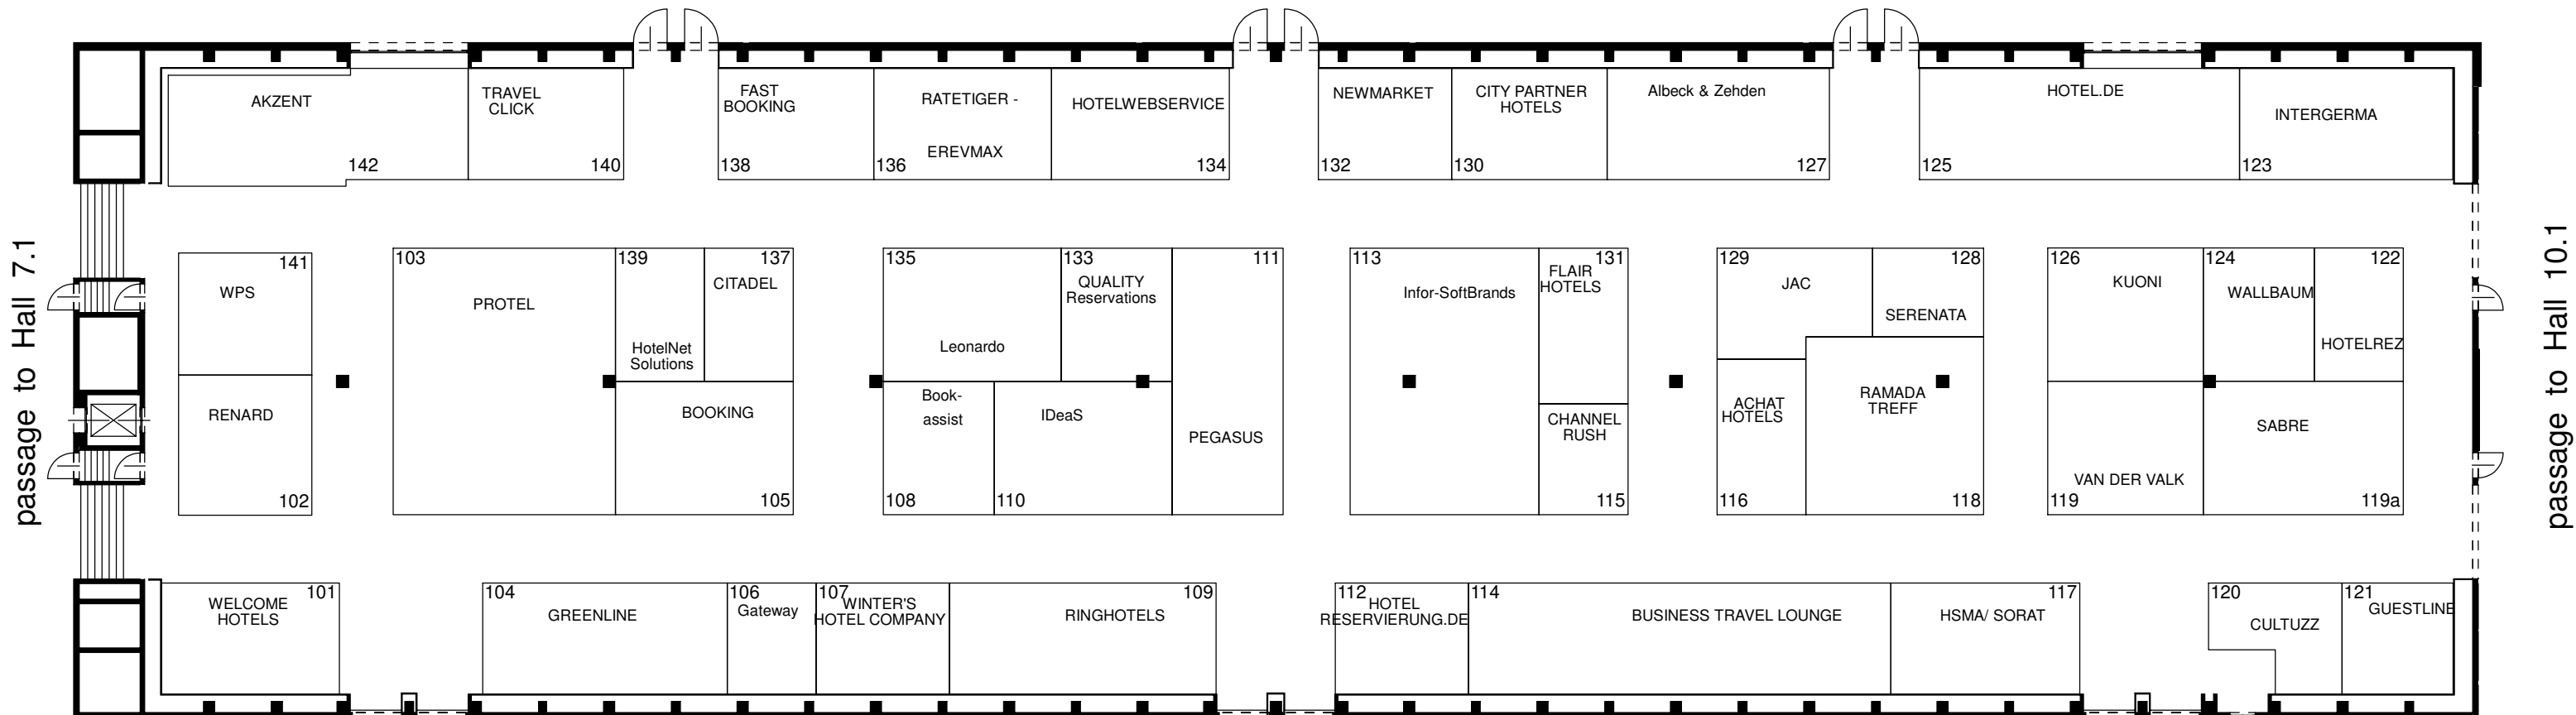 AKZENT
142
TRAVEL
CLICK
140
FAST
BOOKING
138
RATETIGER -
EREVMAX
136
HOTELWEBSERVICE
134
NEWMARKET
132
CITY PARTNER
HOTELS
130
Albeck & Zehden
127
HOTEL.DE
125
INTERGERMA
123
passage to Hall 7.1
141
WPS
RENARD
102
103
PROTEL
139
HotelNet
Solutions
137
CITADEL
BOOKING
105
135
Leonardo
133
QUALITY
Reservations
111
PEGASUS
Book-
assist
108
IDeaS
110
113
Infor-SoftBrands
131
FLAIR
HOTELS
CHANNEL
RUSH
115
129
JAC
128
SERENATA
ACHAT
HOTELS
116
RAMADA
TREFF
118
126
KUONI
124
WALLBAUM
122
HOTELREZ
VAN DER VALK
119
SABRE
119a
passage to Hall 10.1
101
WELCOME
HOTELS
104
GREENLINE
106
Gateway
107
WINTER'S
HOTEL COMPANY
109
RINGHOTELS
112
HOTEL
RESERVIERUNG.DE
114
BUSINESS TRAVEL LOUNGE
117
HSMA/ SORAT
120
CULTUZZ
121
GUESTLINE